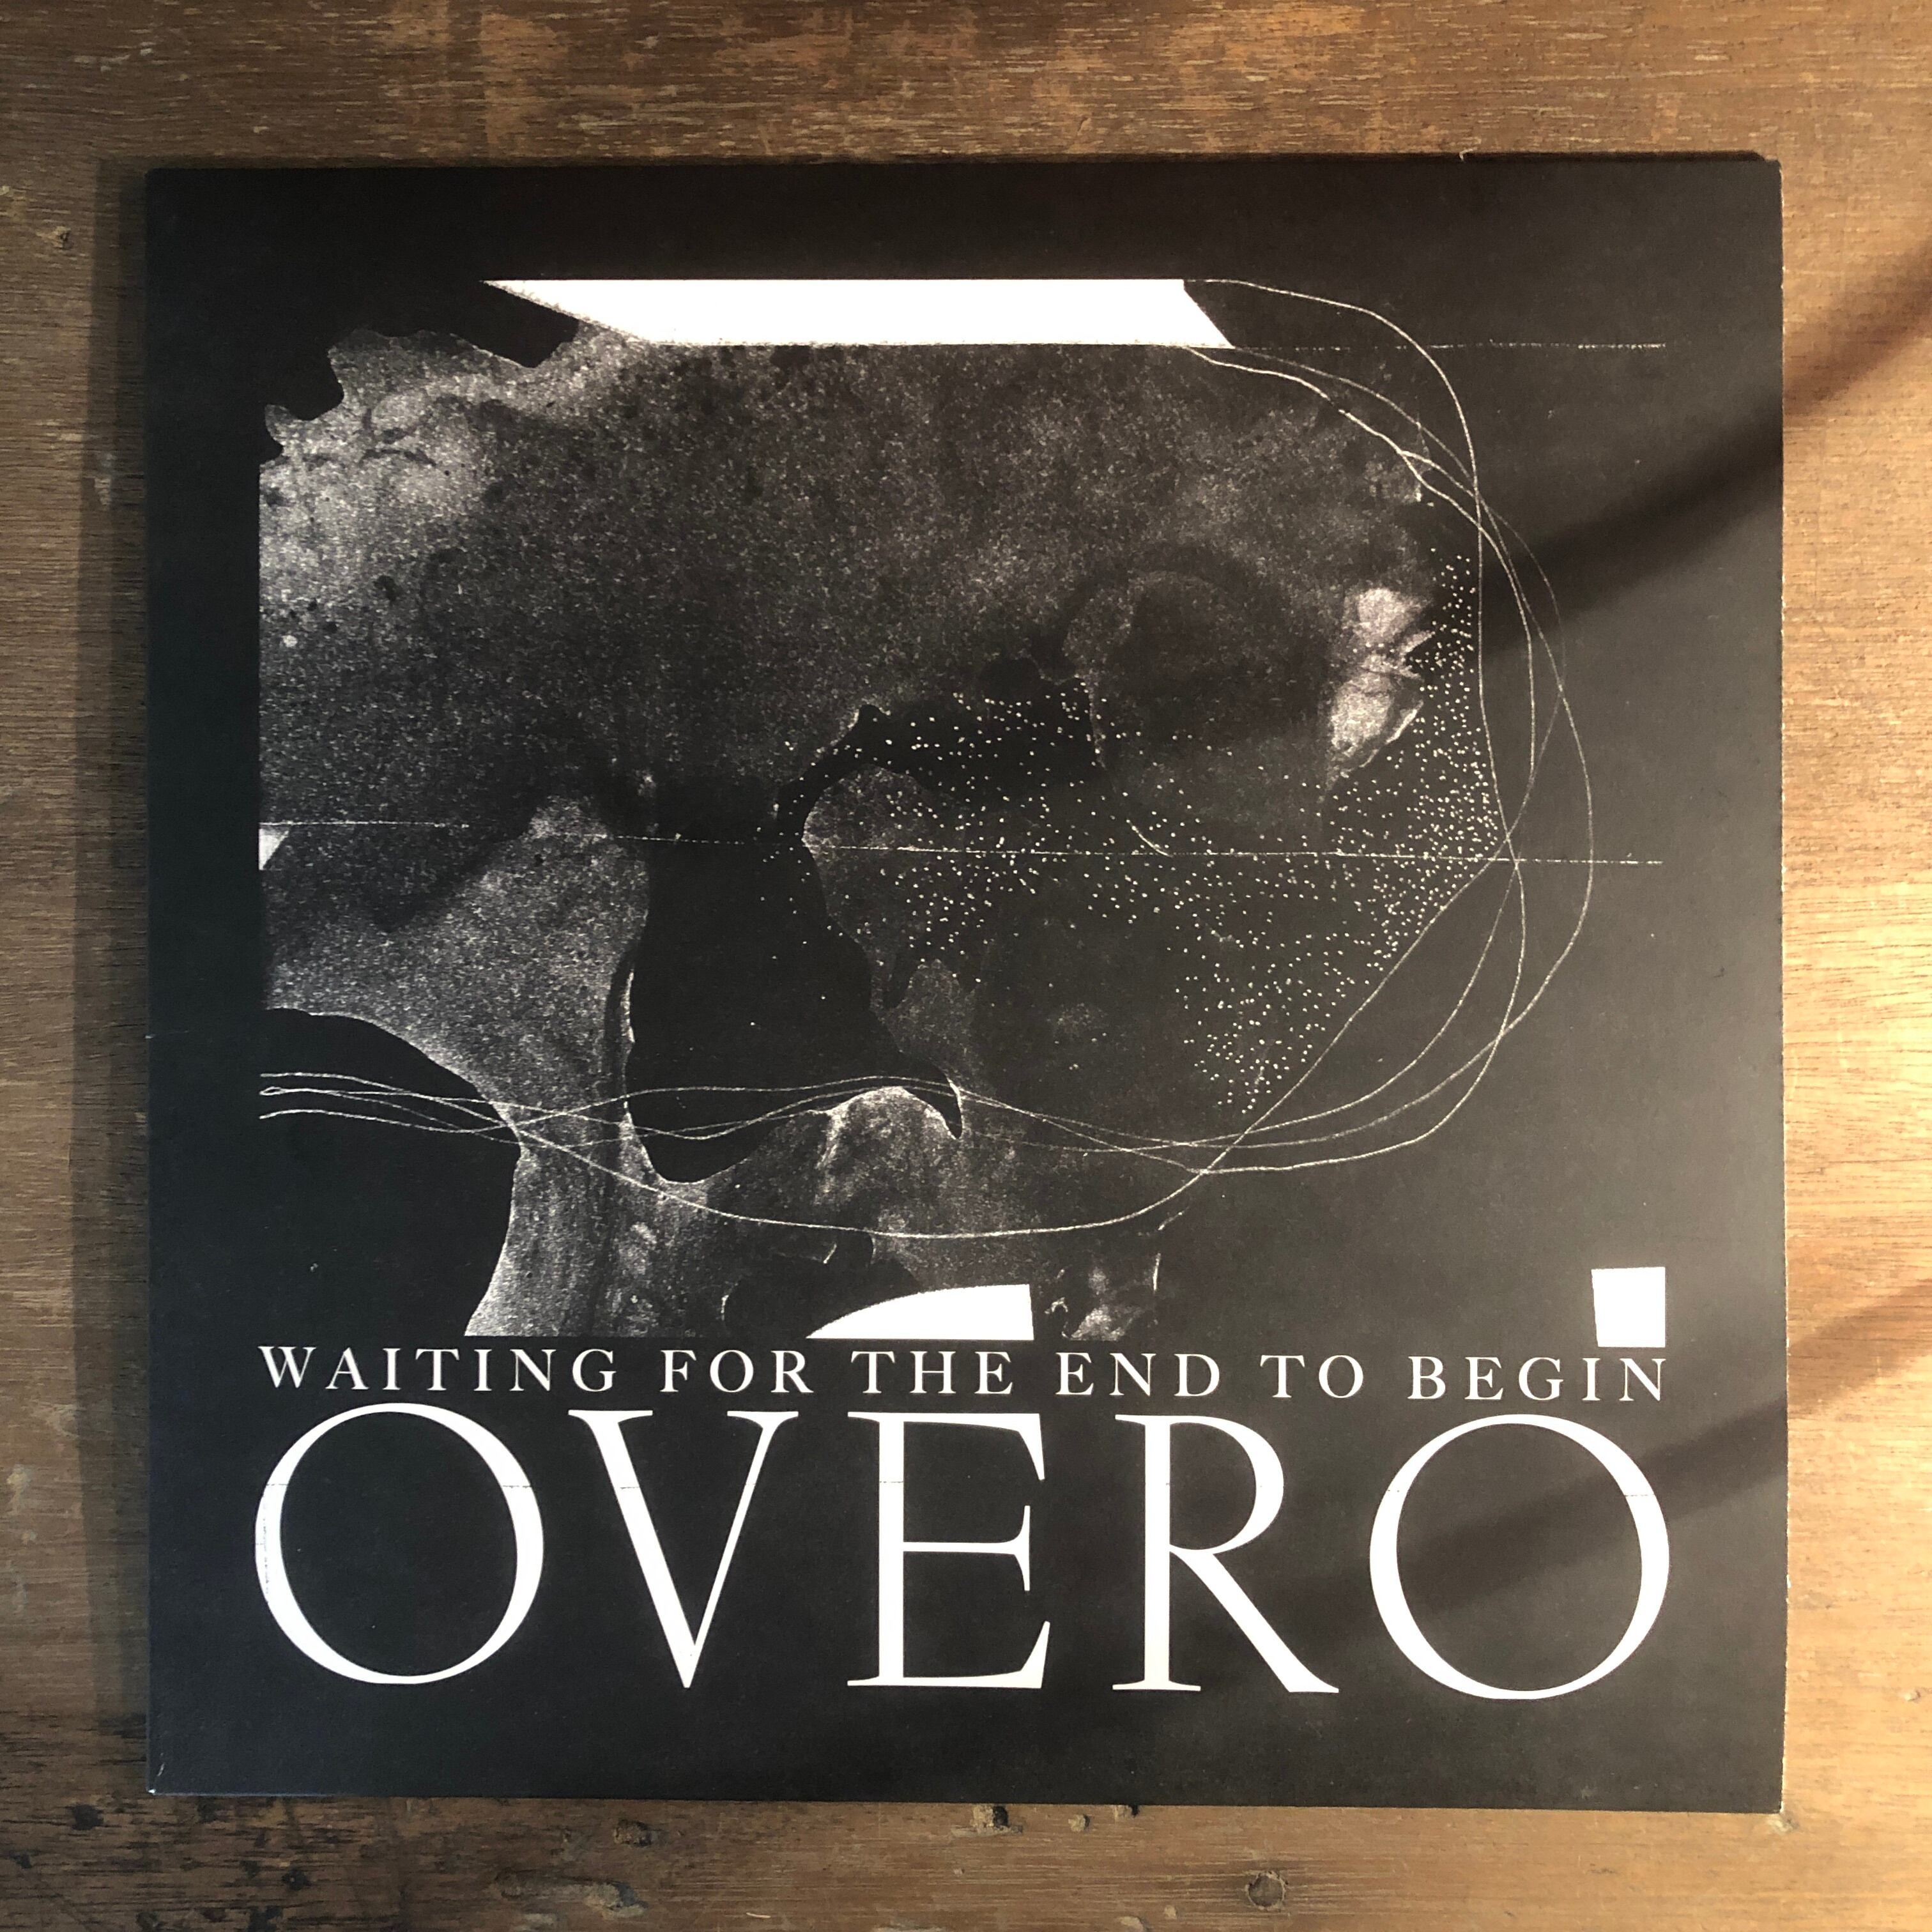 WAITING FOR THE END TO BEGIN
OVERO